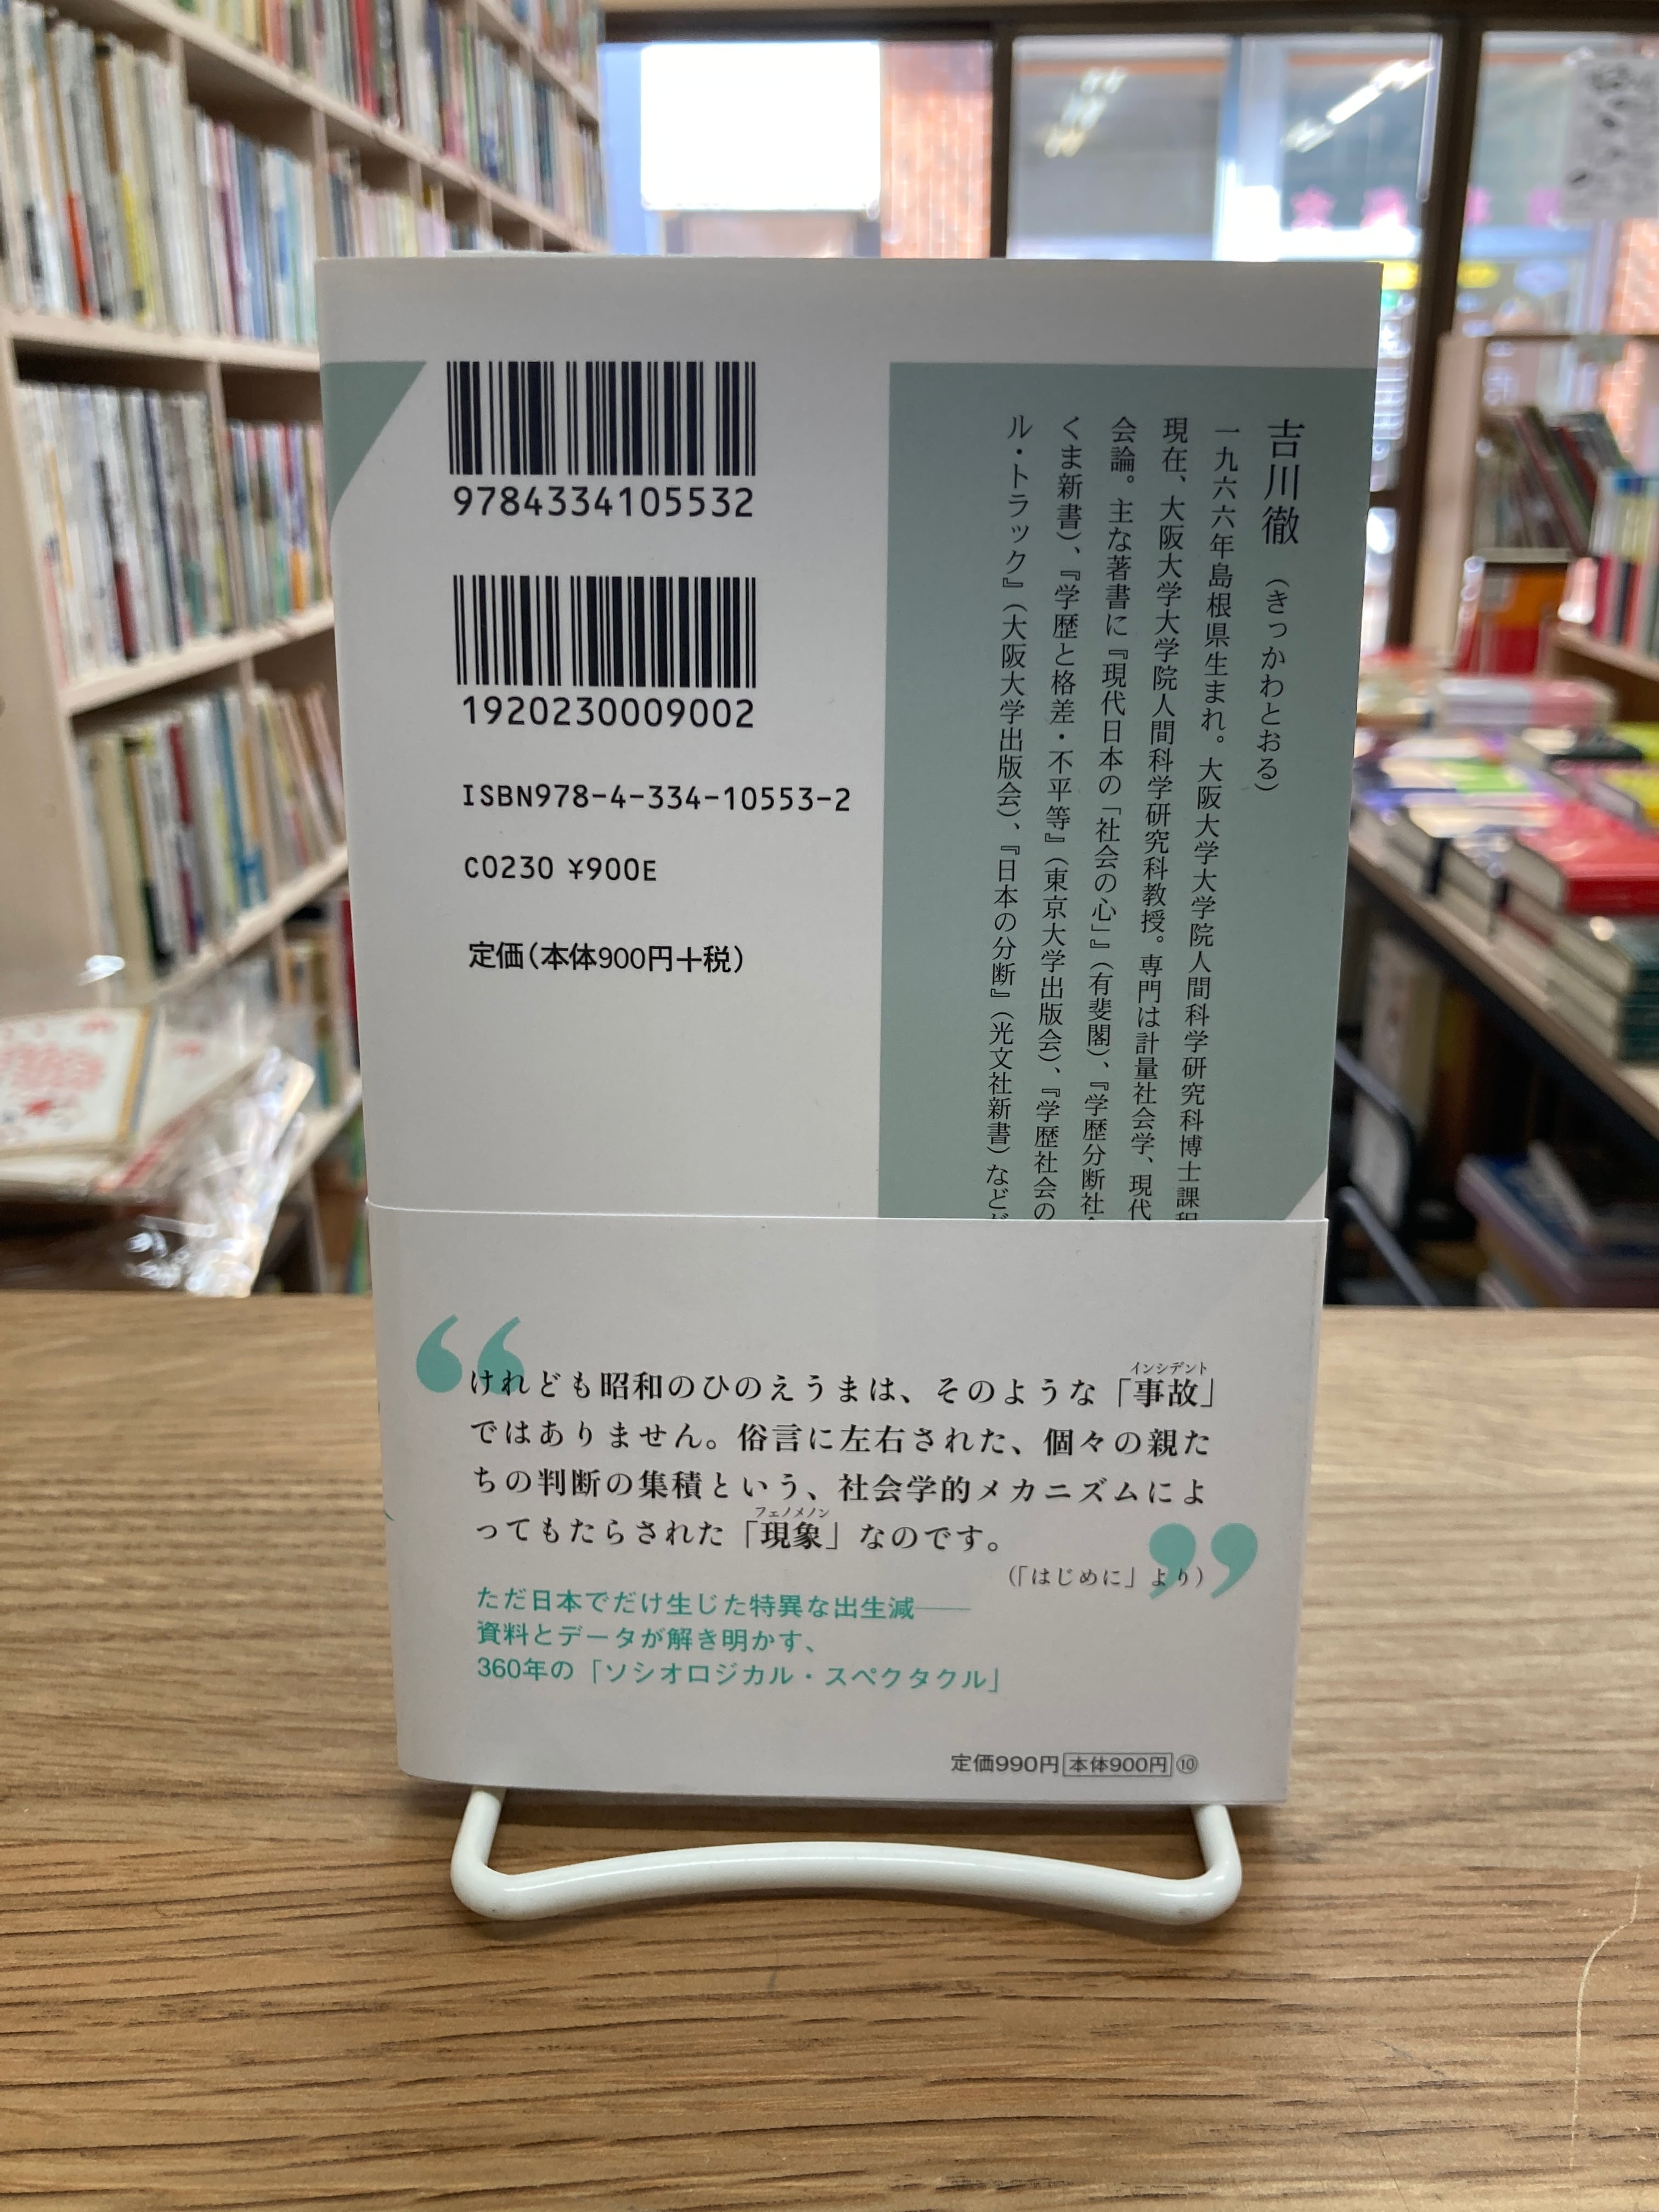 9784334105532
1920230009002
ISBN978-4-334-10553-2
C0230 ¥900E
定価(本体900円+税)
吉川徹 (きっかわとおる)
一九六六年島根県生まれ。大阪大学大学院人間科学研究科博士課
現在、大阪大学大学院人間科学研究科教授。専門は計量社会学、現代
会論。主な著書に『現代日本の「社会の心」』(有斐閣)、『学歴分断社
くま新書)、『学歴と格差・不平等』(東京大学出版会)、『学歴社会の
ル・トラック』(大阪大学出版会)、『日本の分断』(光文社新書)など
けれども昭和のひのえうまは、そのような「事故」
インシデント
ではありません。俗言に左右された、個々の親た
ちの判断の集積という、社会学的メカニズムによ
ってもたらされた「現象」なのです。
フェノメノン
(「はじめに」より)
ただ日本でだけ生じた特異な出生減——
資料とデータが解き明かす、
360年の「ソシオロジカル・スペクタクル」
定価990円 本体900円 ⑩